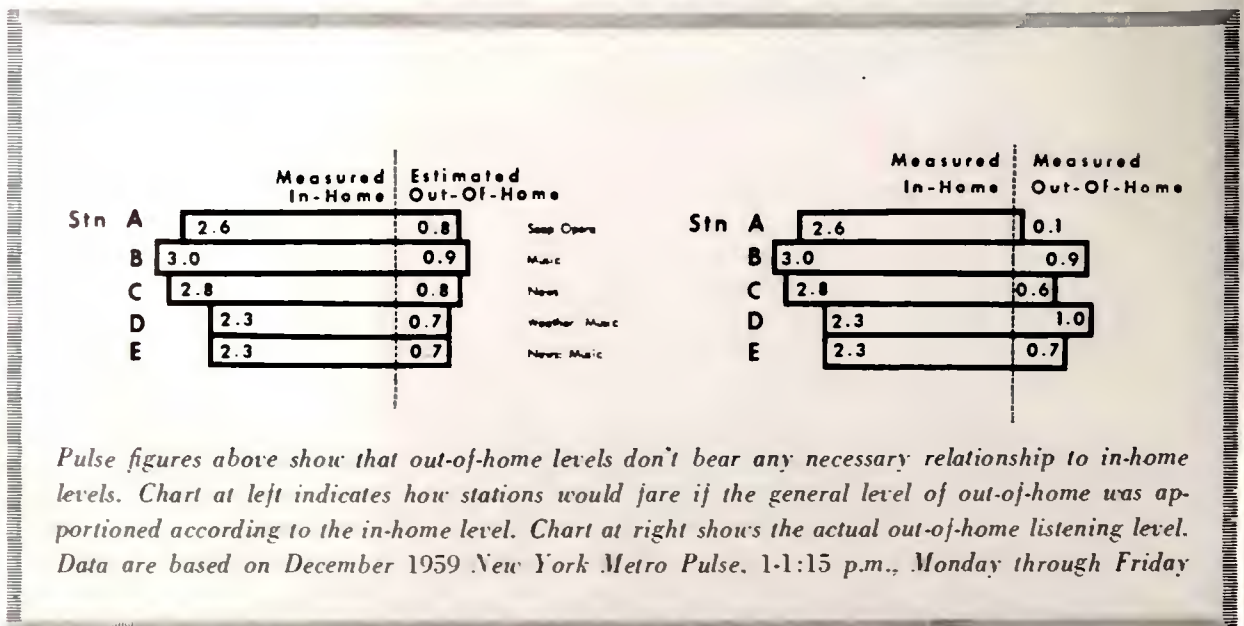 Measured Estimated
In-Home Out-Of-Home
Stn A 2.6 0.8 Soap Opera
B 3.0 0.9 Music
C 2.8 0.8 News
D 2.3 0.7 Weather Music
E 2.3 0.7 News Music
Measured Measured
In-Home Out-Of-Home
Stn A 2.6 0.1
B 3.0 0.9
C 2.8 0.6
D 2.3 1.0
E 2.3 0.7
Pulse figures above show that out-of-home levels don't bear any necessary relationship to in-home
levels. Chart at left indicates how stations would fare if the general level of out-of-home was ap-
portioned according to the in-home level. Chart at right shows the actual out-of-home listening level.
Data are based on December 1959 New York Metro Pulse, 1-1:15 p.m., Monday through Friday